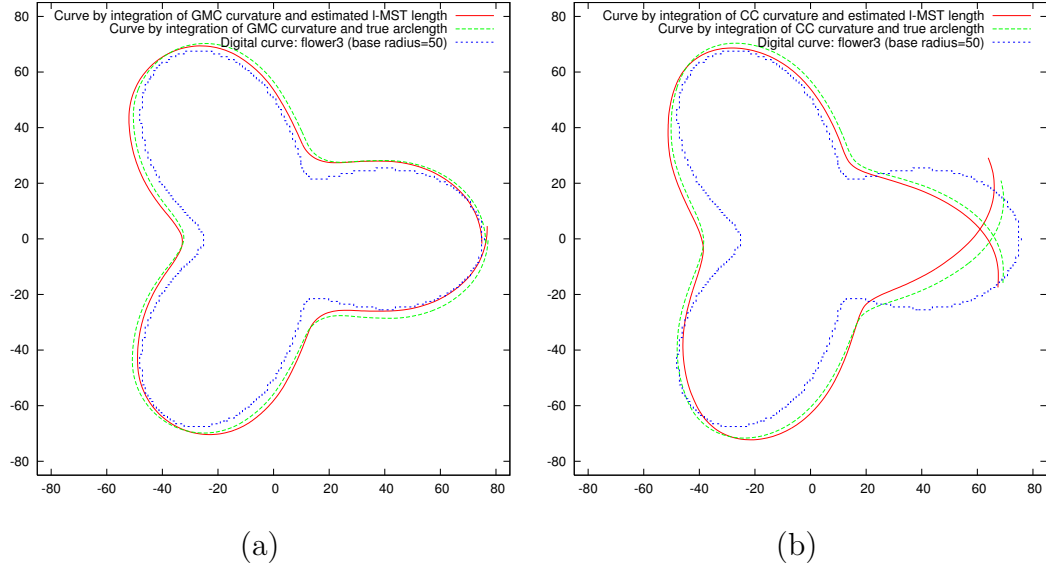 Curve by integration of GMC curvature and estimated l-MST length
Curve by integration of GMC curvature and true arclength
Digital curve: flower3 (base radius=50)
80
60
40
20
0
-20
-40
-60
-80
-80 -60 -40 -20 0 20 40 60 80
(a)
Curve by integration of CC curvature and estimated l-MST length
Curve by integration of CC curvature and true arclength
Digital curve: flower3 (base radius=50)
80
60
40
20
0
-20
-40
-60
-80
-80 -60 -40 -20 0 20 40 60 80
(b)